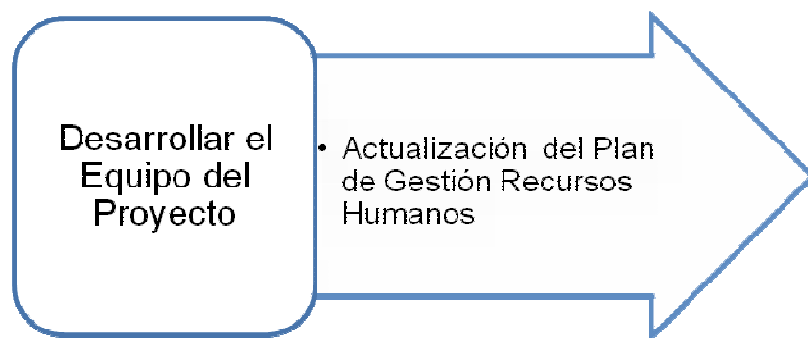 Desarrollar el
Equipo del
Proyecto
• Actualización del Plan
de Gestión Recursos
Humanos